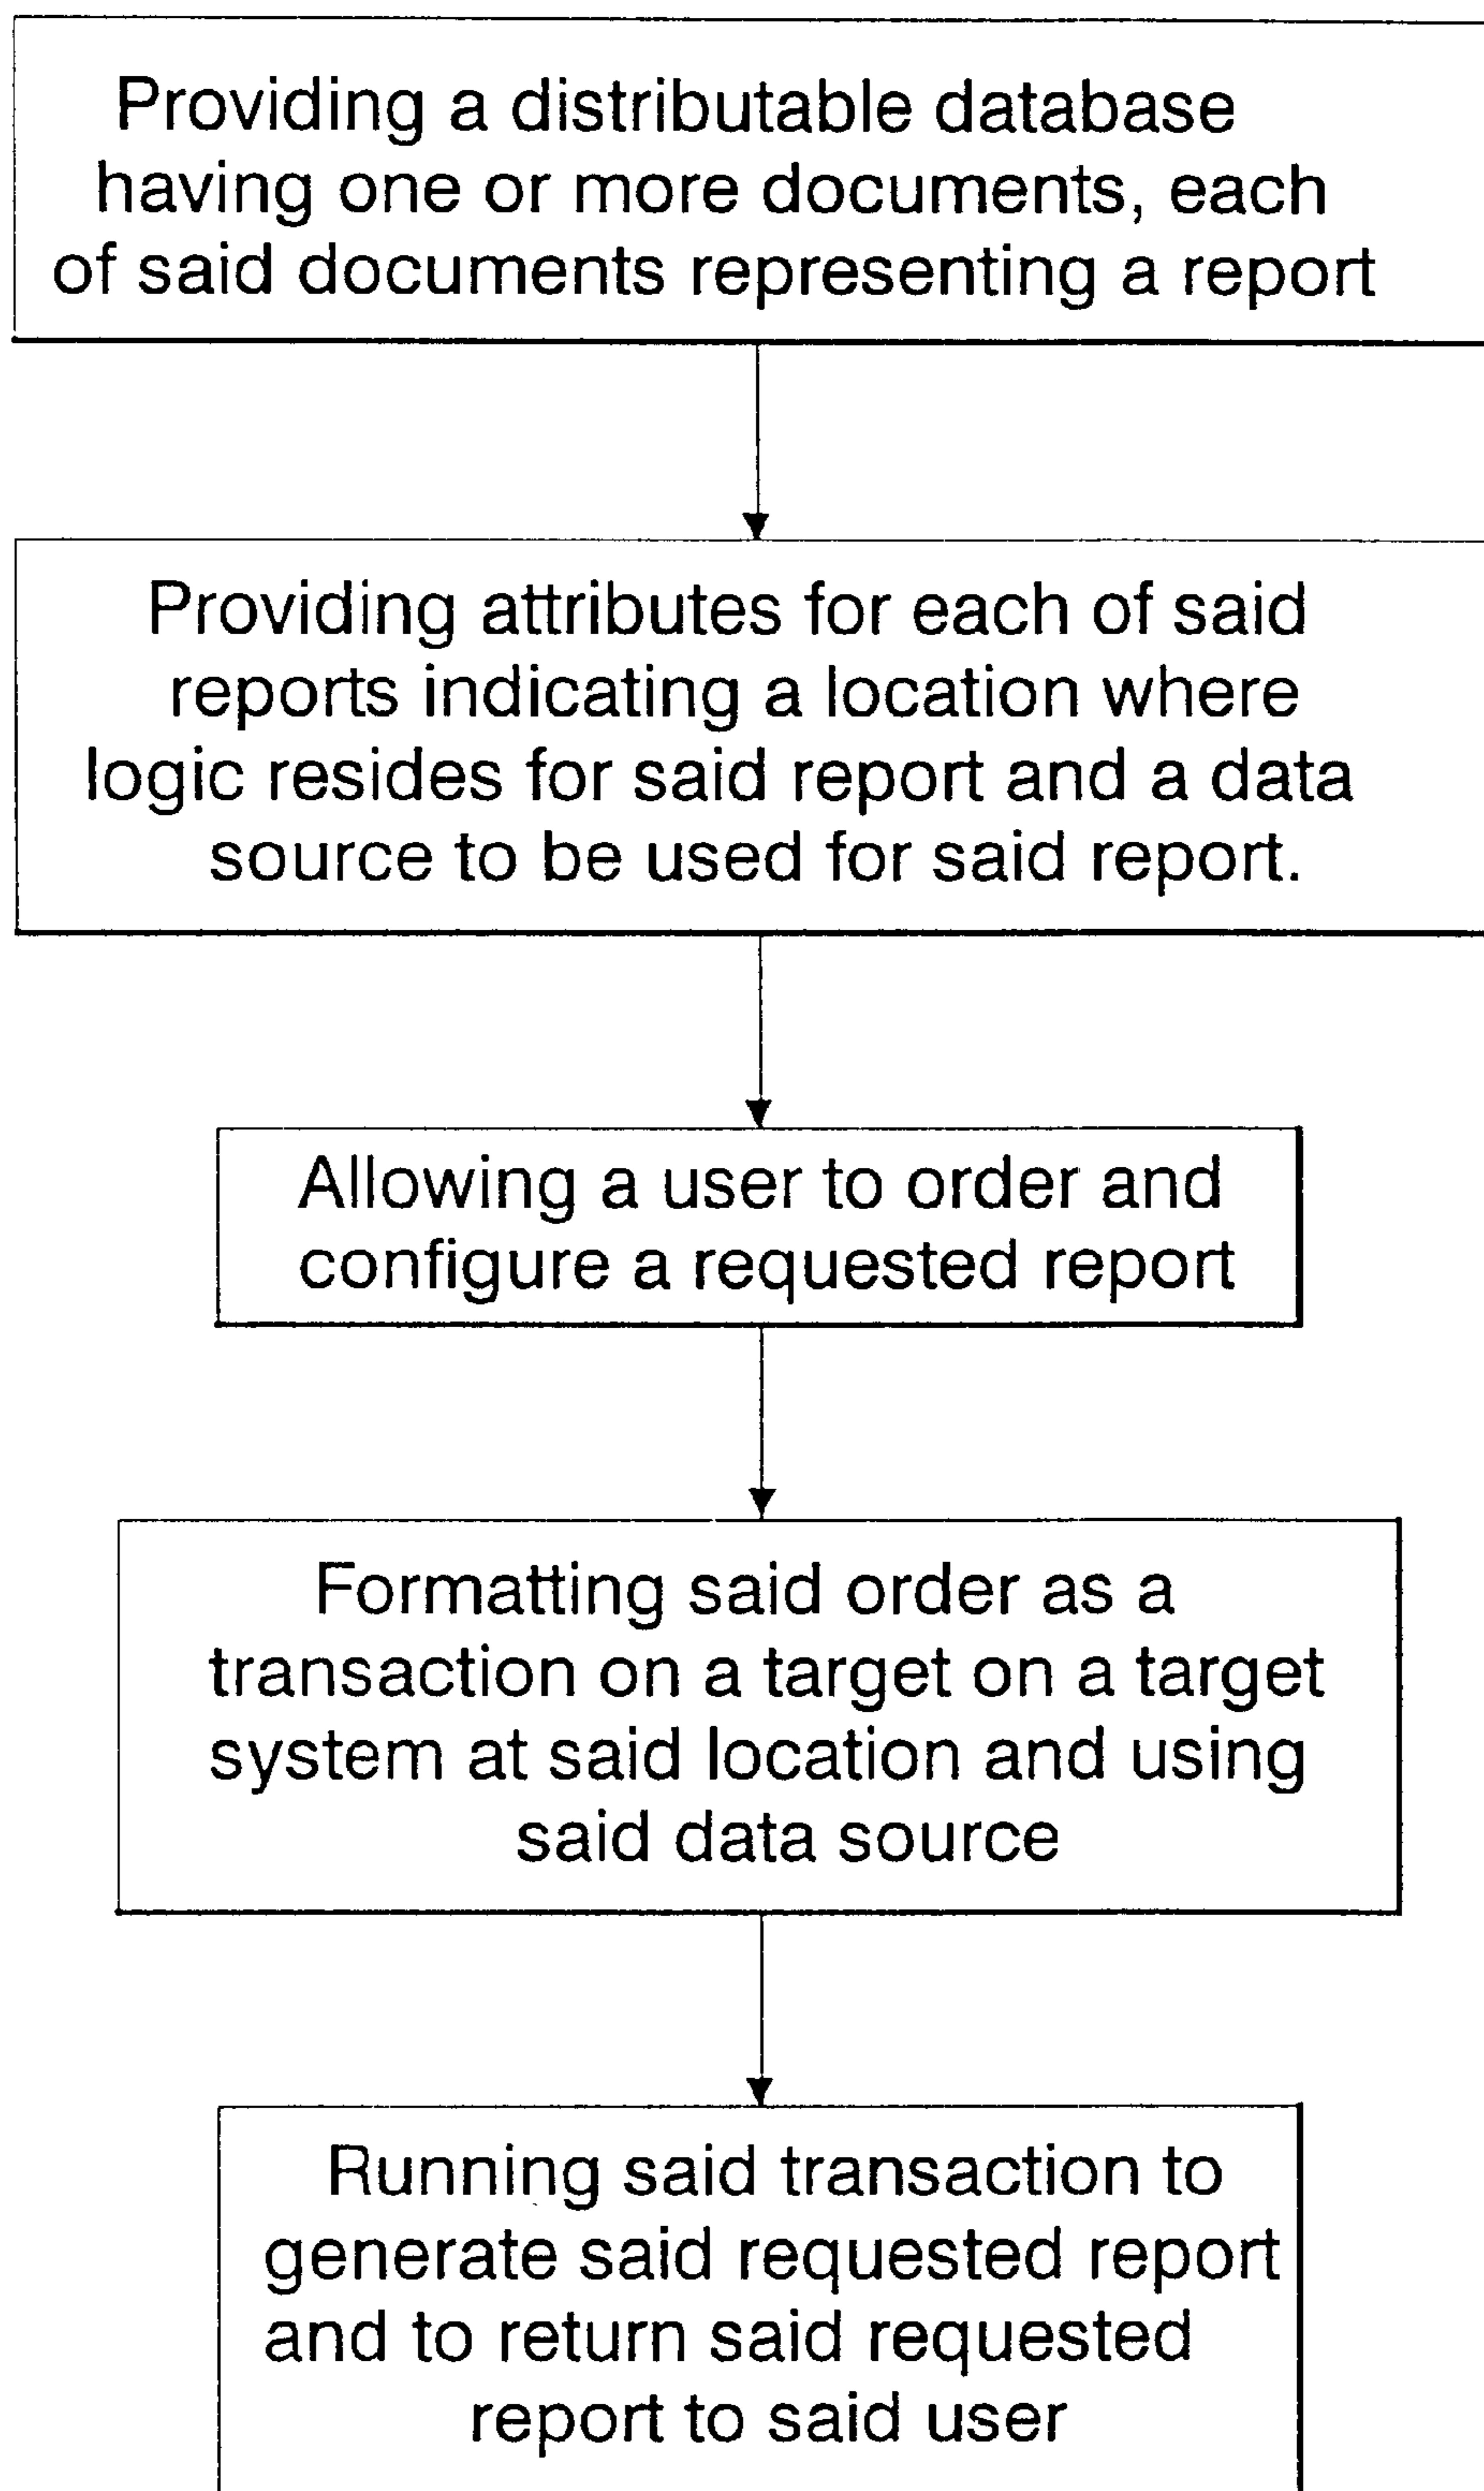 Providing a distributable database
having one or more documents, each
of said documents representing a report
Providing attributes for each of said
reports indicating a location where
logic resides for said report and a data
source to be used for said report.
Allowing a user to order and
configure a requested report
Formatting said order as a
transaction on a target on a target
system at said location and using
said data source
Running said transaction to
generate said requested report
and to return said requested
report to said user